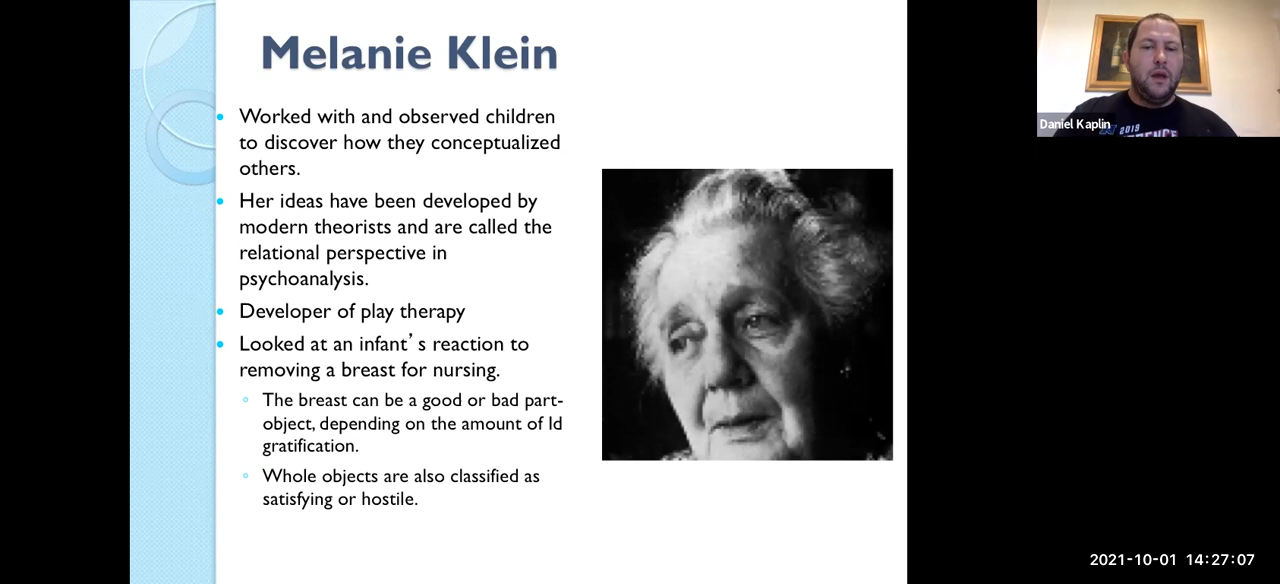 Melanie Klein
Worked with and observed children
to discover how they conceptualized
others.
Her ideas have been developed by
modern theorists and are called the
relational perspective in
psychoanalysis.
Developer of play therapy
Looked at an infant’ s reaction to
removing a breast for nursing.
The breast can be a good or bad part-
object, depending on the amount of Id
gratification.
Whole objects are also classified as
satisfying or hostile.
Daniel Kaplin
2019
2021-10-01 14:27:07